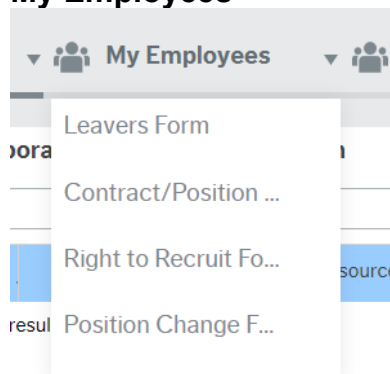 My Employees
My Employees
Leavers Form
Contract/Position ...
Right to Recruit Fo...
Position Change F...